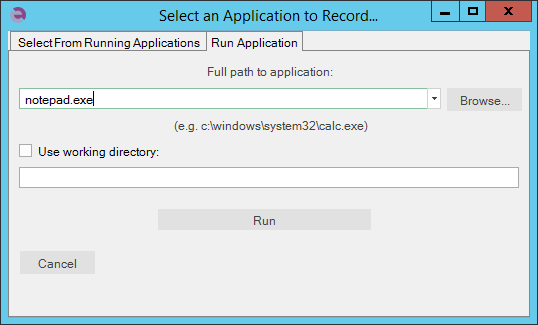 Select an Application to Record...
Select From Running Applications Run Application
Full path to application:
notepad.exe Browse...
(e.g. c:\windows\system32\calc.exe)
Use working directory:
Run
Cancel